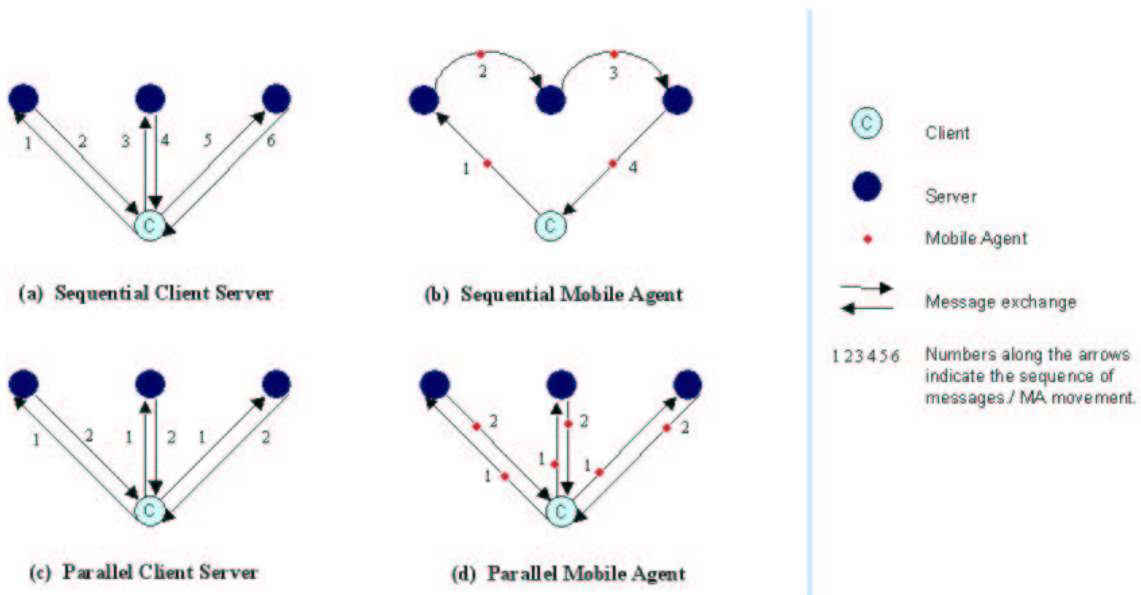 2
3
1
2
3
4
5
6
1
4
C
C
(a) Sequential Client Server
(b) Sequential Mobile Agent
1
2
1
2
1
2
2
2
2
1
1
1
C
C
(c) Parallel Client Server
(d) Parallel Mobile Agent
C
Client
Server
Mobile Agent
Message exchange
1 2 3 4 5 6
Numbers along the arrows
indicate the sequence of
messages / MA movement.